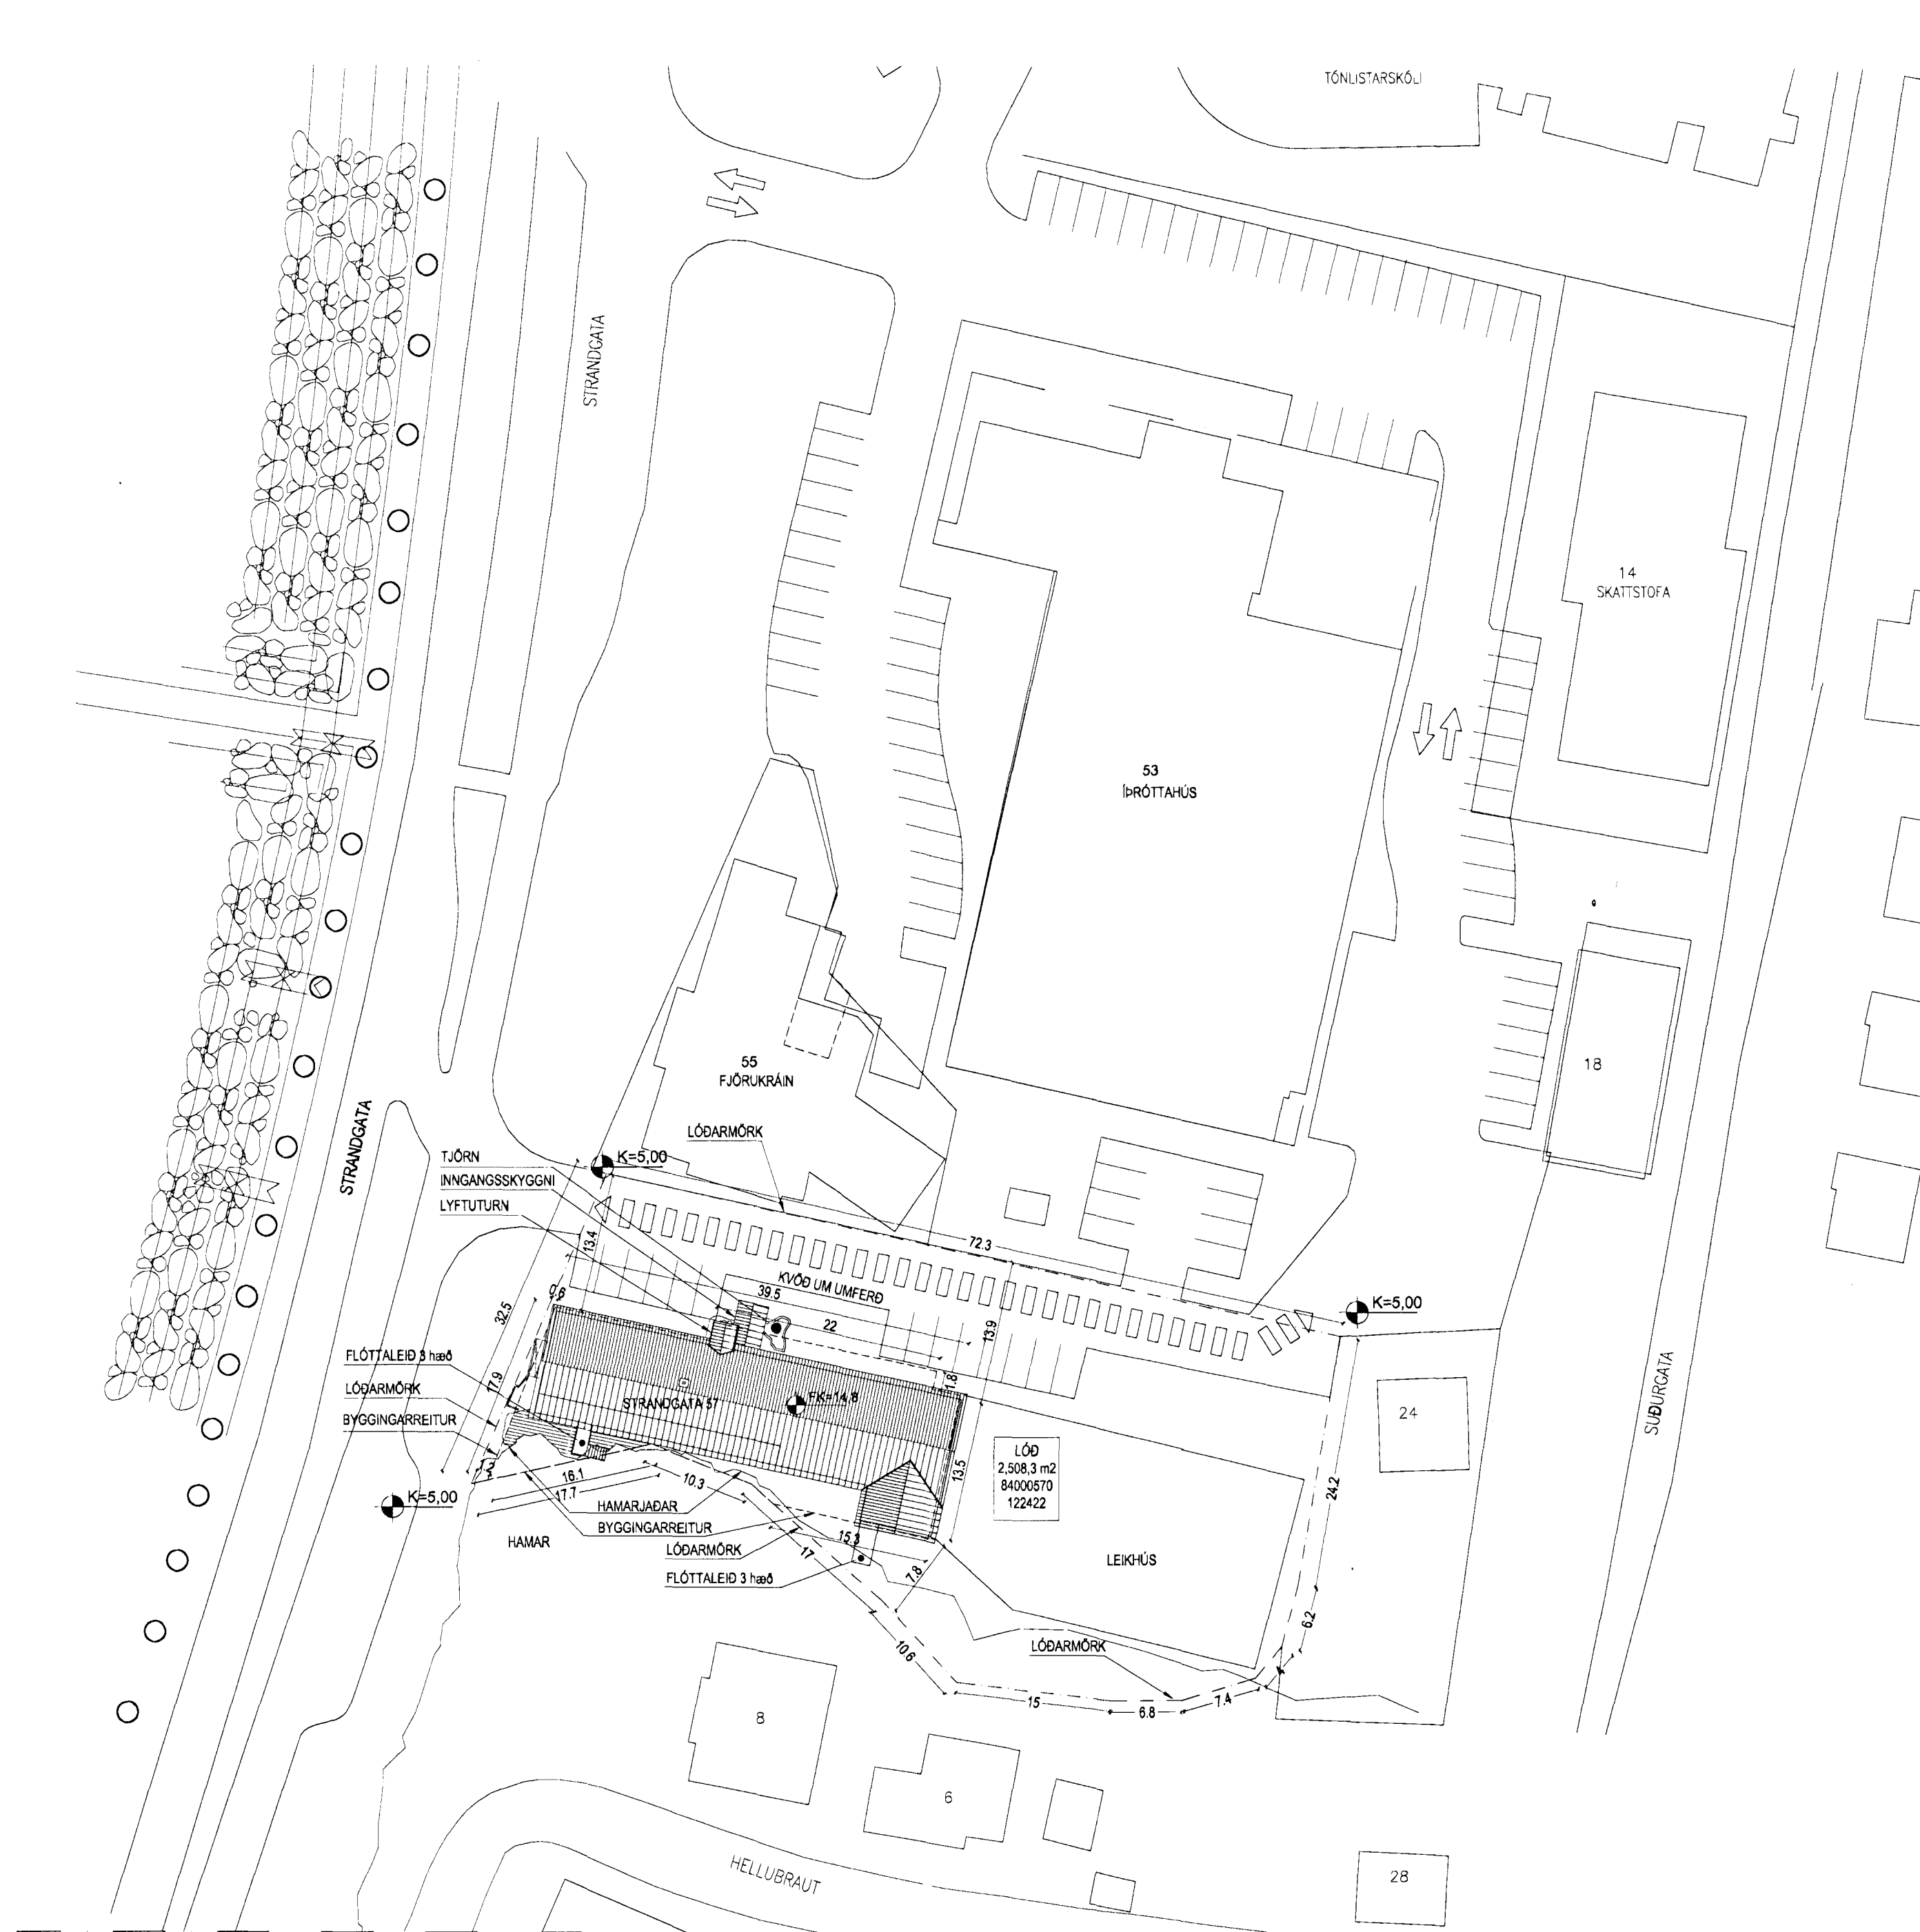 TÓNLISTARSKÓLI
STRANDGATA
14
SKATTSTOFA
53
ÍÞRÓTTAHÚS
55
FJÖRUKRÁIN
18
STRANDGATA
LÓÐARMÖRK
TJÖRN
INNGANGSSKYGGNI
LYFTUTURN
K=5,00
13.4
72.3
KVÖÐ UM UMFERÐ
39.5
22
0.6
32.5
13.9
K=5,00
FLÓTTALEIÐ 3 hæð
LÓÐARMÖRK
BYGGINGARREITUR
17.9
STRANDGATA 57
FK=14,8
1.8
24
SUÐURGATA
LÓÐ
2,508,3 m2
84000570
122422
13.5
24.2
16.1
17.7
10.3
K=5,00
HAMARJAÐAR
BYGGINGARREITUR
HAMAR
LÓÐARMÖRK
FLÓTTALEIÐ 3 hæð
15.3
17
7.8
LEIKHÚS
6.2
10.6
LÓÐARMÖRK
15
6.8
7.4
8
6
HELLUBRAUT
28